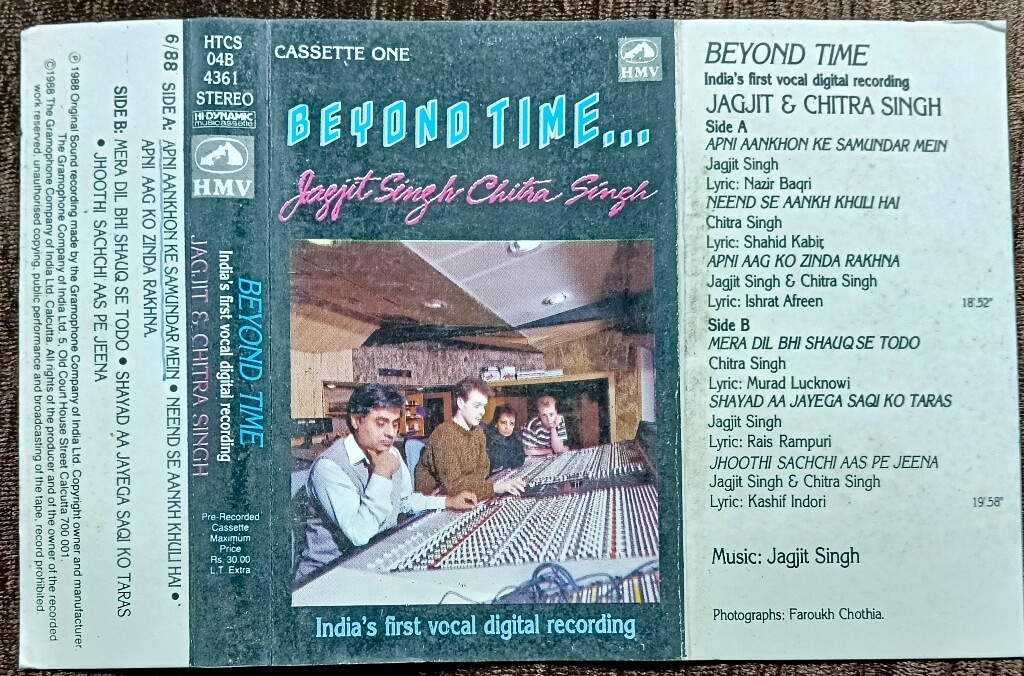 ℗ 1988 Original Sound recording made by the Gramophone Company of India Ltd. Copyright owner and manufacturer.
The Gramophone Company of India Ltd. 5, Old Court House Street Calcutta 700 001.
©1988 The Gramophone Company of India Ltd. Calcutta. All rights of the producer and of the owner of the recorded
work reserved, unauthorised copying, public performance and broadcasting of the tape, record prohibited
6/88 SIDE A: APNI AANKHON KE SAMUNDAR MEIN • NEEND SE AANKH KHULI HAI •
APNI AAG KO ZINDA RAKHNA.
SIDE B: MERA DIL BHI SHAUQ SE TODO • SHAYAD AA JAYEGA SAQI KO TARAS
• JHOOTHI SACHCHI AAS PE JEENA
HTCS
04B
4361
STEREO
HI-DYNAMIC
musicassette
HMV
BEYOND TIME
India's first vocal digital recording
JAGJIT & CHITRA SINGH
Pre-Recorded
Cassette
Maximum
Price
Rs. 30.00
L.T. Extra
CASSETTE ONE
HMV
BEYOND TIME...
Jagjit Singh Chitra Singh
India's first vocal digital recording
BEYOND TIME
India's first vocal digital recording
JAGJIT & CHITRA SINGH
Side A
APNI AANKHON KE SAMUNDAR MEIN
Jagjit Singh
Lyric: Nazir Baqri
NEEND SE AANKH KHULI HAI
Chitra Singh
Lyric: Shahid Kabir,
APNI AAG KO ZINDA RAKHNA
Jagjit Singh & Chitra Singh
Lyric: Ishrat Afreen 18'52"
Side B
MERA DIL BHI SHAUQ SE TODO
Chitra Singh
Lyric: Murad Lucknowi
SHAYAD AA JAYEGA SAQI KO TARAS
Jagjit Singh
Lyric: Rais Rampuri
JHOOTHI SACHCHI AAS PE JEENA
Jagjit Singh & Chitra Singh
Lyric: Kashif Indori 19'58"
Music: Jagjit Singh
Photographs: Faroukh Chothia.